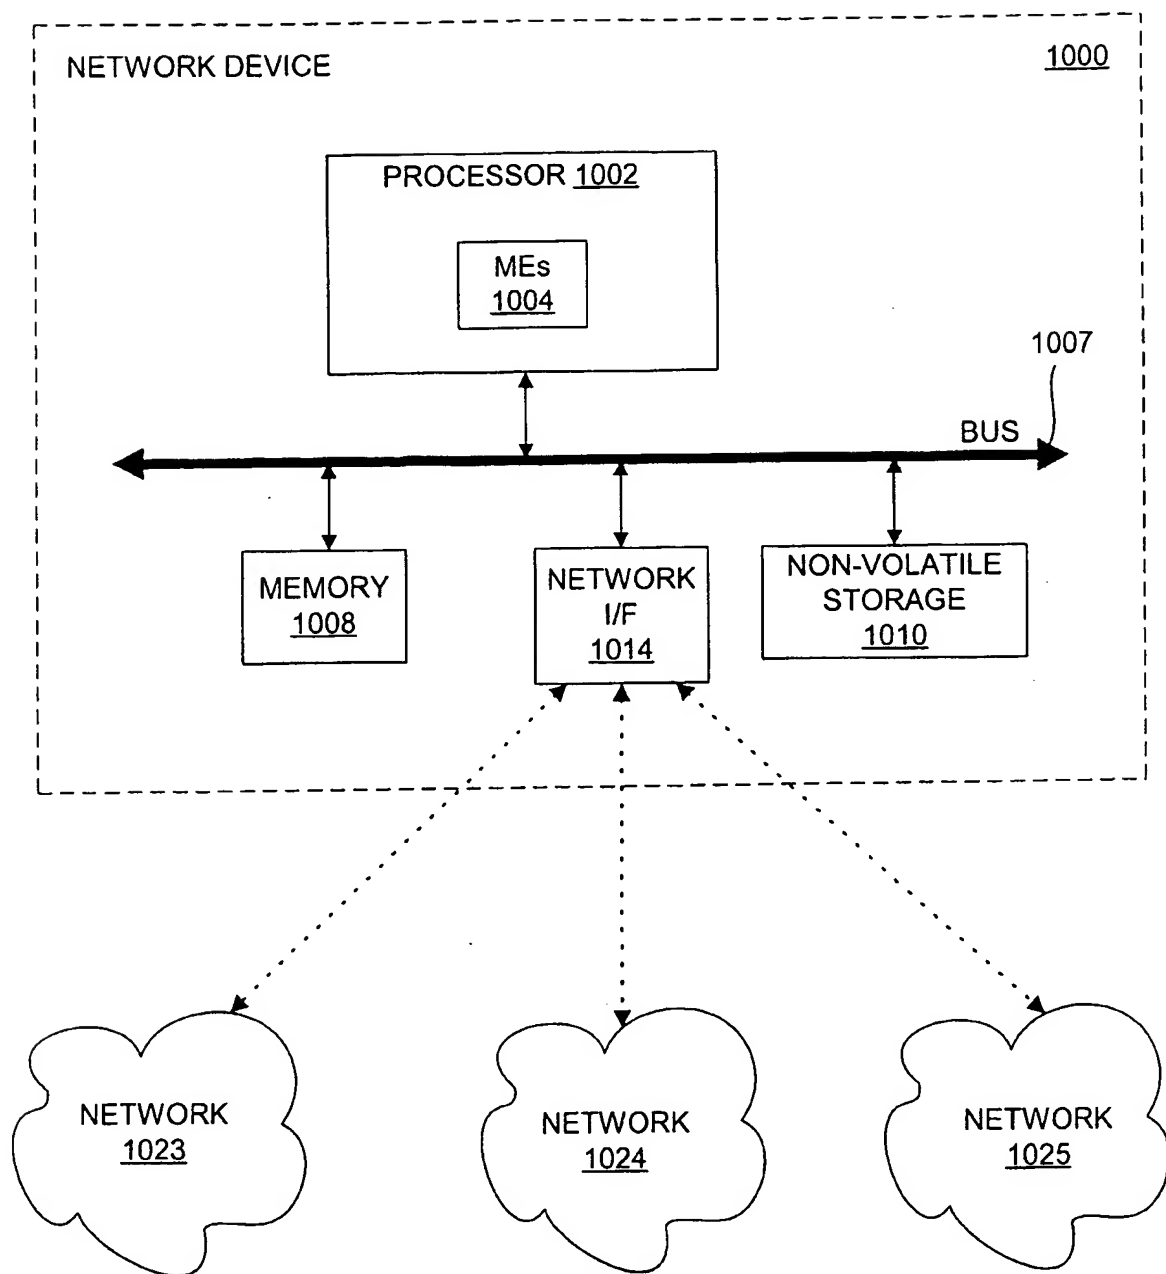 NETWORK DEVICE
1000
PROCESSOR 1002
MEs
1004
1007
BUS
MEMORY
1008
NETWORK
I/F
1014
NON-VOLATILE
STORAGE
1010
NETWORK
1023
NETWORK
1024
NETWORK
1025